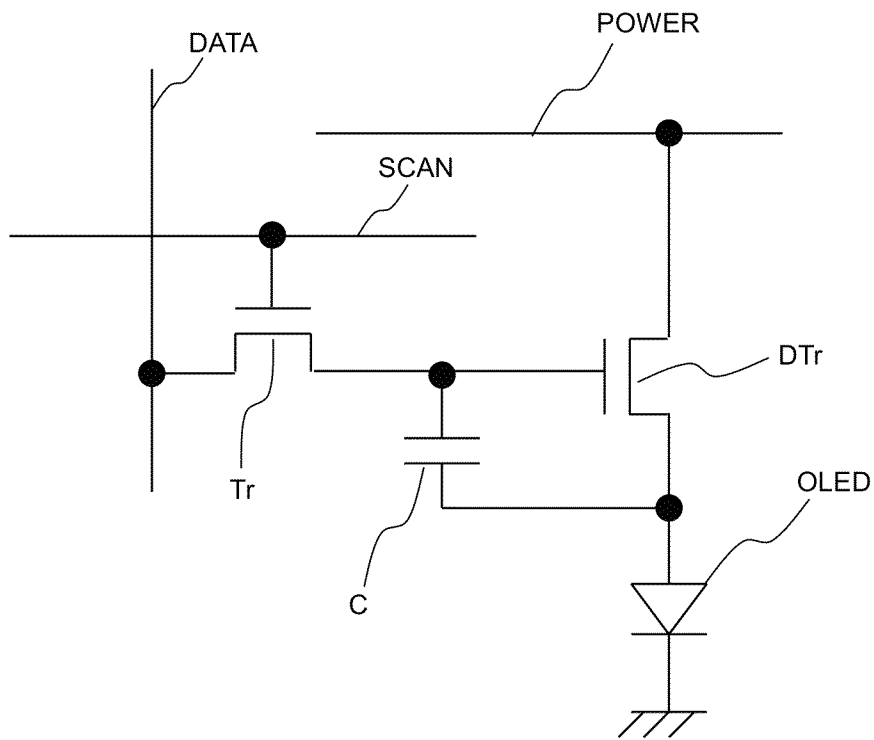 DATA
POWER
SCAN
DTr
Tr
OLED
C